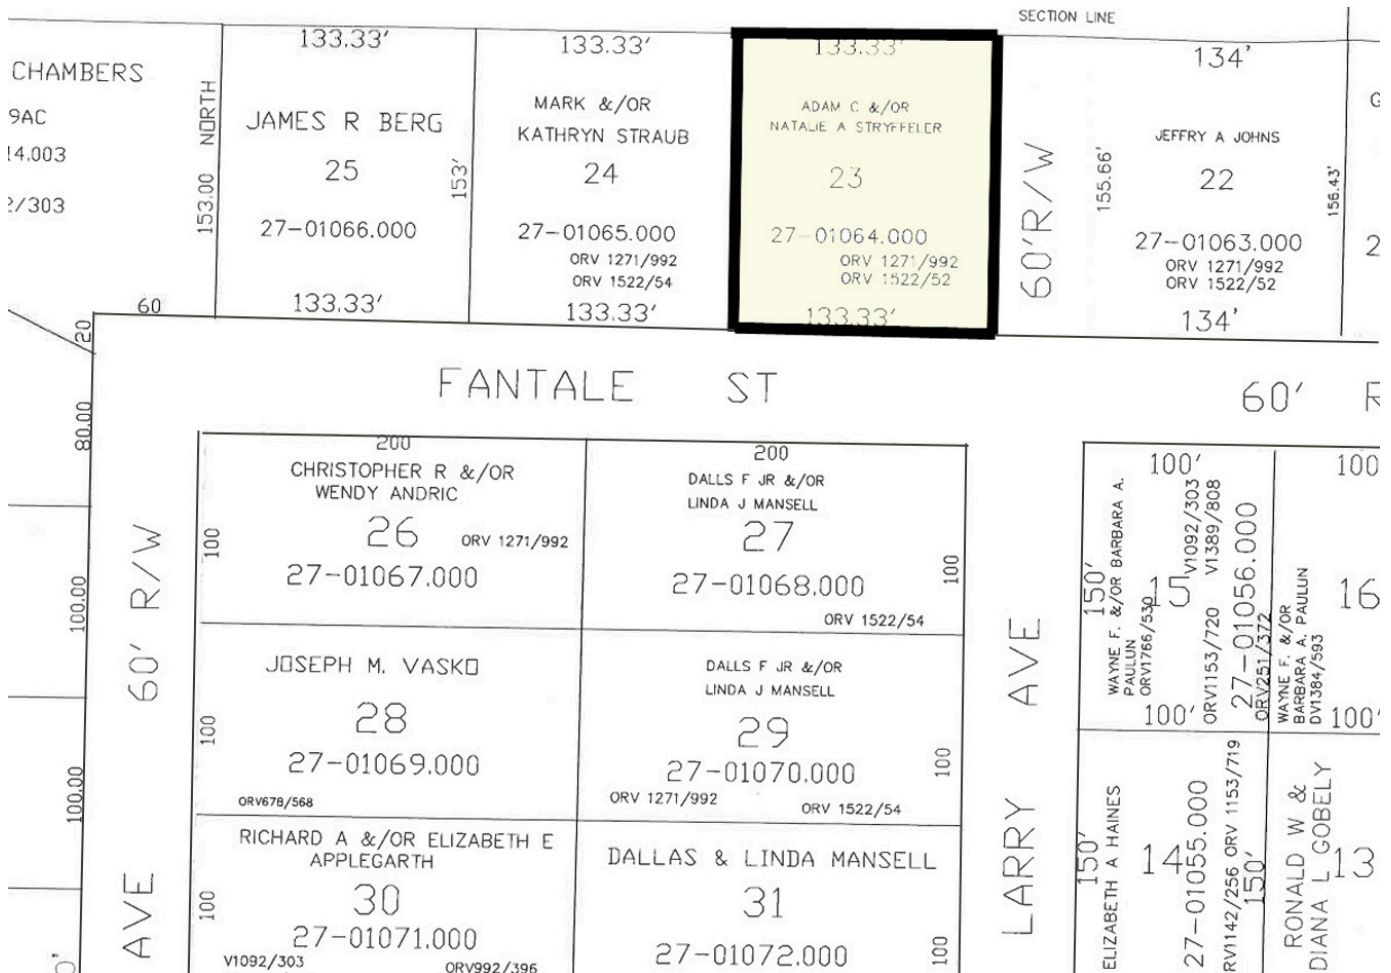 SECTION LINE
CHAMBERS
9AC
14.003
2/303
153.00 NORTH
133.33'
JAMES R BERG
25
27-01066.000
133.33'
153'
133.33'
MARK &/OR
KATHRYN STRAUB
24
27-01065.000
ORV 1271/992
ORV 1522/54
133.33'
133.33'
ADAM C &/OR
NATALIE A STRYFFELER
23
27-01064.000
ORV 1271/992
ORV 1522/52
133.33'
60'R/W
155.66'
134'
JEFFRY A JOHNS
22
27-01063.000
ORV 1271/992
ORV 1522/52
134'
156.43'
G
2
60
20
80.00
100.00
100.00
0'
FANTALE ST
60' R
60' R/W
AVE
200
CHRISTOPHER R &/OR
WENDY ANDRIC
26
ORV 1271/992
100
27-01067.000
200
DALLS F JR &/OR
LINDA J MANSELL
27
27-01068.000
100
ORV 1522/54
JOSEPH M. VASKO
28
100
27-01069.000
ORV678/568
DALLS F JR &/OR
LINDA J MANSELL
29
27-01070.000
100
ORV 1271/992
ORV 1522/54
RICHARD A &/OR ELIZABETH E
APPLEGARTH
30
100
27-01071.000
V1092/303
ORV992/396
DALLAS & LINDA MANSELL
31
27-01072.000
100
LARRY AVE
100'
150'
WAYNE F. &/OR BARBARA A.
PAULUN
ORV1766/530
15
V1092/303
ORV1153/720 V1389/808
27-01056.000
ORV251/372
100'
100
WAYNE F. &/OR
BARBARA A. PAULUN
DV1384/593
16
100'
150'
ELIZABETH A HAINES
14
27-01055.000
RV1142/256 ORV 1153/719
150'
RONALD W &
DIANA L GOBELY
13